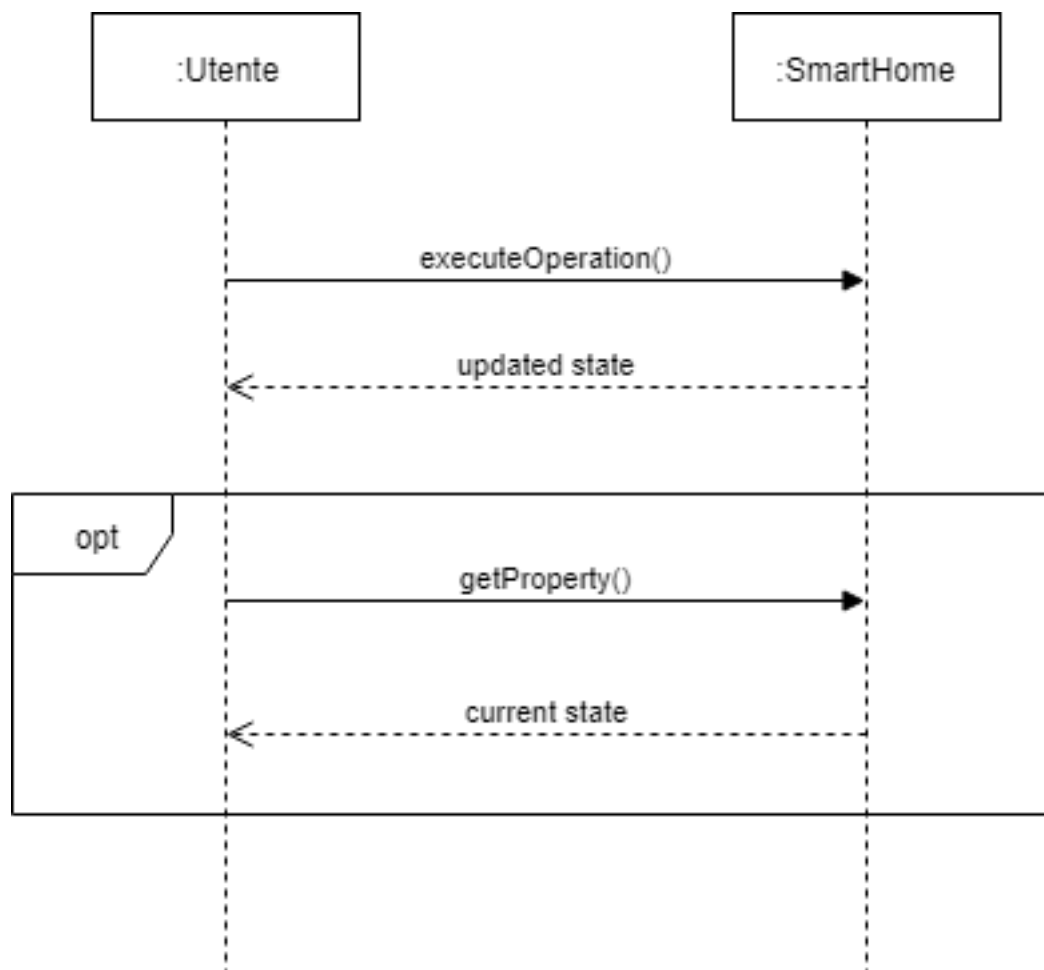 :Utente
:SmartHome
executeOperation()
updated state
opt
getProperty()
current state